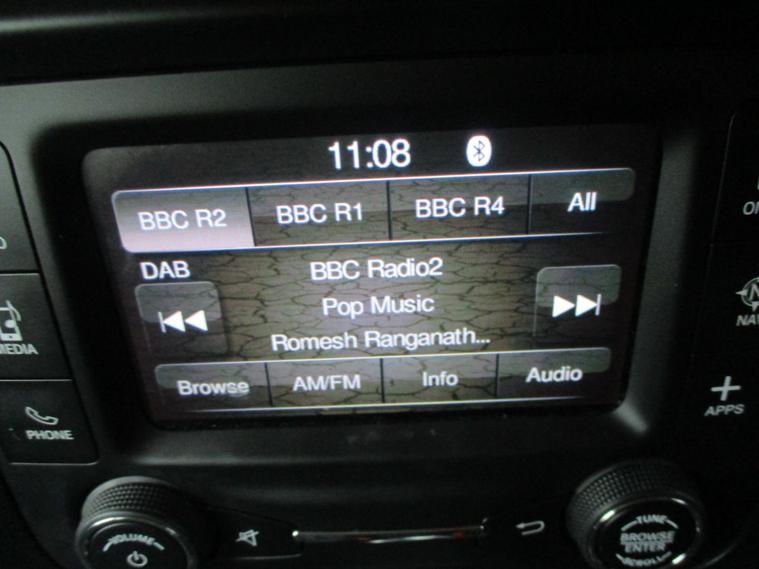 11:08
BBC R2 BBC R1 BBC R4 All
DAB BBC Radio2
Pop Music
Romesh Ranganath...
Browse AM/FM Info Audio
MEDIA
PHONE
APPS
VOLUME
TUNE
BROWSE
ENTER
SCROLL